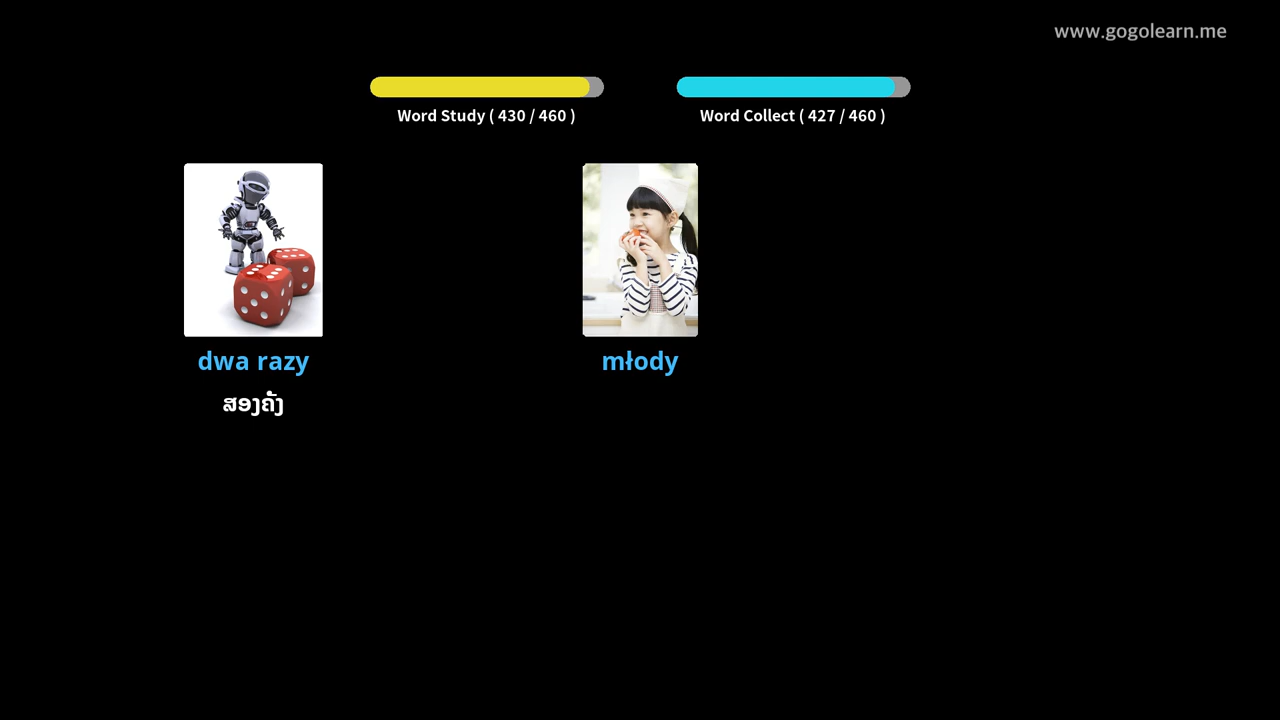 www.gogolearn.me
Word Study ( 430 / 460 )
Word Collect ( 427 / 460 )
dwa razy
młody
ສອງຄັ້ງ